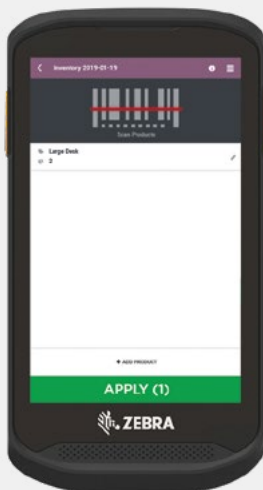 Inventory 2019-01-19
Scan Products
Large Desk
2
+ ADD PRODUCT
APPLY (1)
ZEBRA